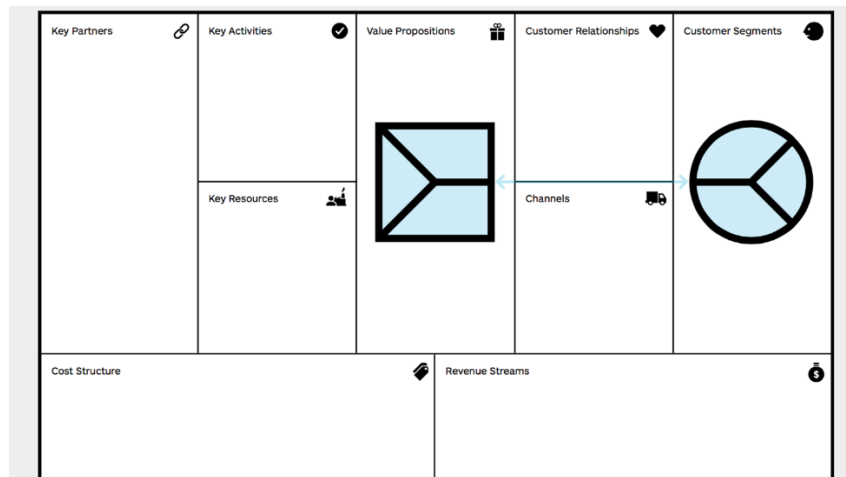 Key Partners
Key Activities
Value Propositions
Customer Relationships
Customer Segments
Key Resources
Channels
Cost Structure
Revenue Streams
$